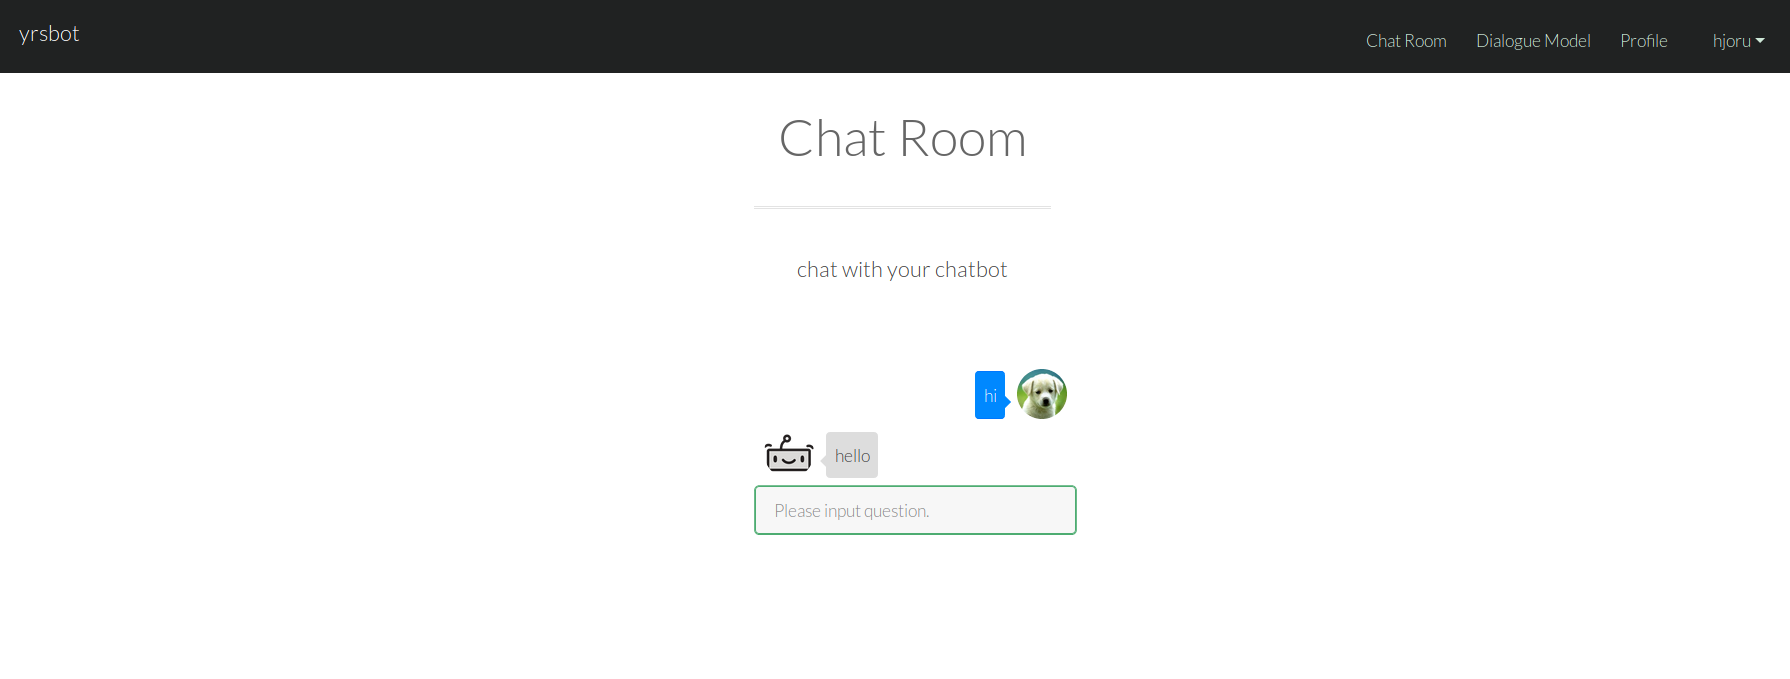 yrsbot
Chat Room Dialogue Model Profile hjoru
Chat Room
chat with your chatbot
hi
hello
Please input question.